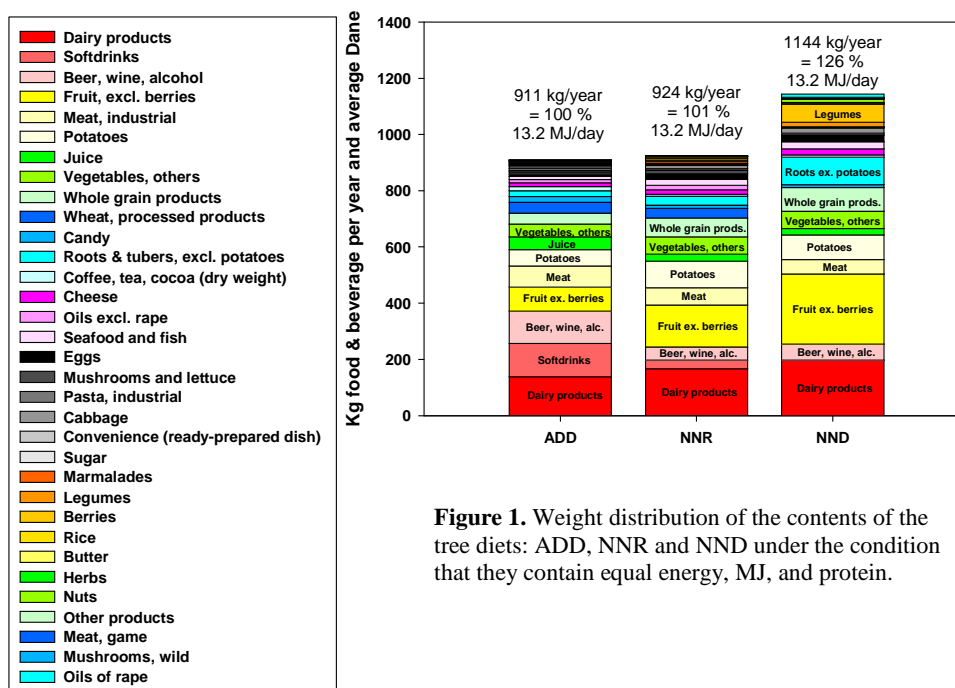 Dairy products
Softdrinks
Beer, wine, alcohol
Fruit, excl. berries
Meat, industrial
Potatoes
Juice
Vegetables, others
Whole grain products
Wheat, processed products
Candy
Roots & tubers, excl. potatoes
Coffee, tea, cocoa (dry weight)
Cheese
Oils excl. rape
Seafood and fish
Eggs
Mushrooms and lettuce
Pasta, industrial
Cabbage
Convenience (ready-prepared dish)
Sugar
Marmalades
Legumes
Berries
Rice
Butter
Herbs
Nuts
Other products
Meat, game
Mushrooms, wild
Oils of rape
Kg food & beverage per year and average Dane
1400
1200
1000
800
600
400
200
0
911 kg/year
= 100 %
13.2 MJ/day
Vegetables, others
Juice
Potatoes
Meat
Fruit ex. berries
Beer, wine, alc.
Softdrinks
Dairy products
ADD
924 kg/year
= 101 %
13.2 MJ/day
Whole grain prods.
Vegetables, others
Potatoes
Meat
Fruit ex. berries
Beer, wine, alc.
Dairy products
NNR
1144 kg/year
= 126 %
13.2 MJ/day
Legumes
Roots ex. potatoes
Whole grain prods.
Vegetables, others
Potatoes
Meat
Fruit ex. berries
Beer, wine, alc.
Dairy products
NND
Figure 1. Weight distribution of the contents of the
tree diets: ADD, NNR and NND under the condition
that they contain equal energy, MJ, and protein.